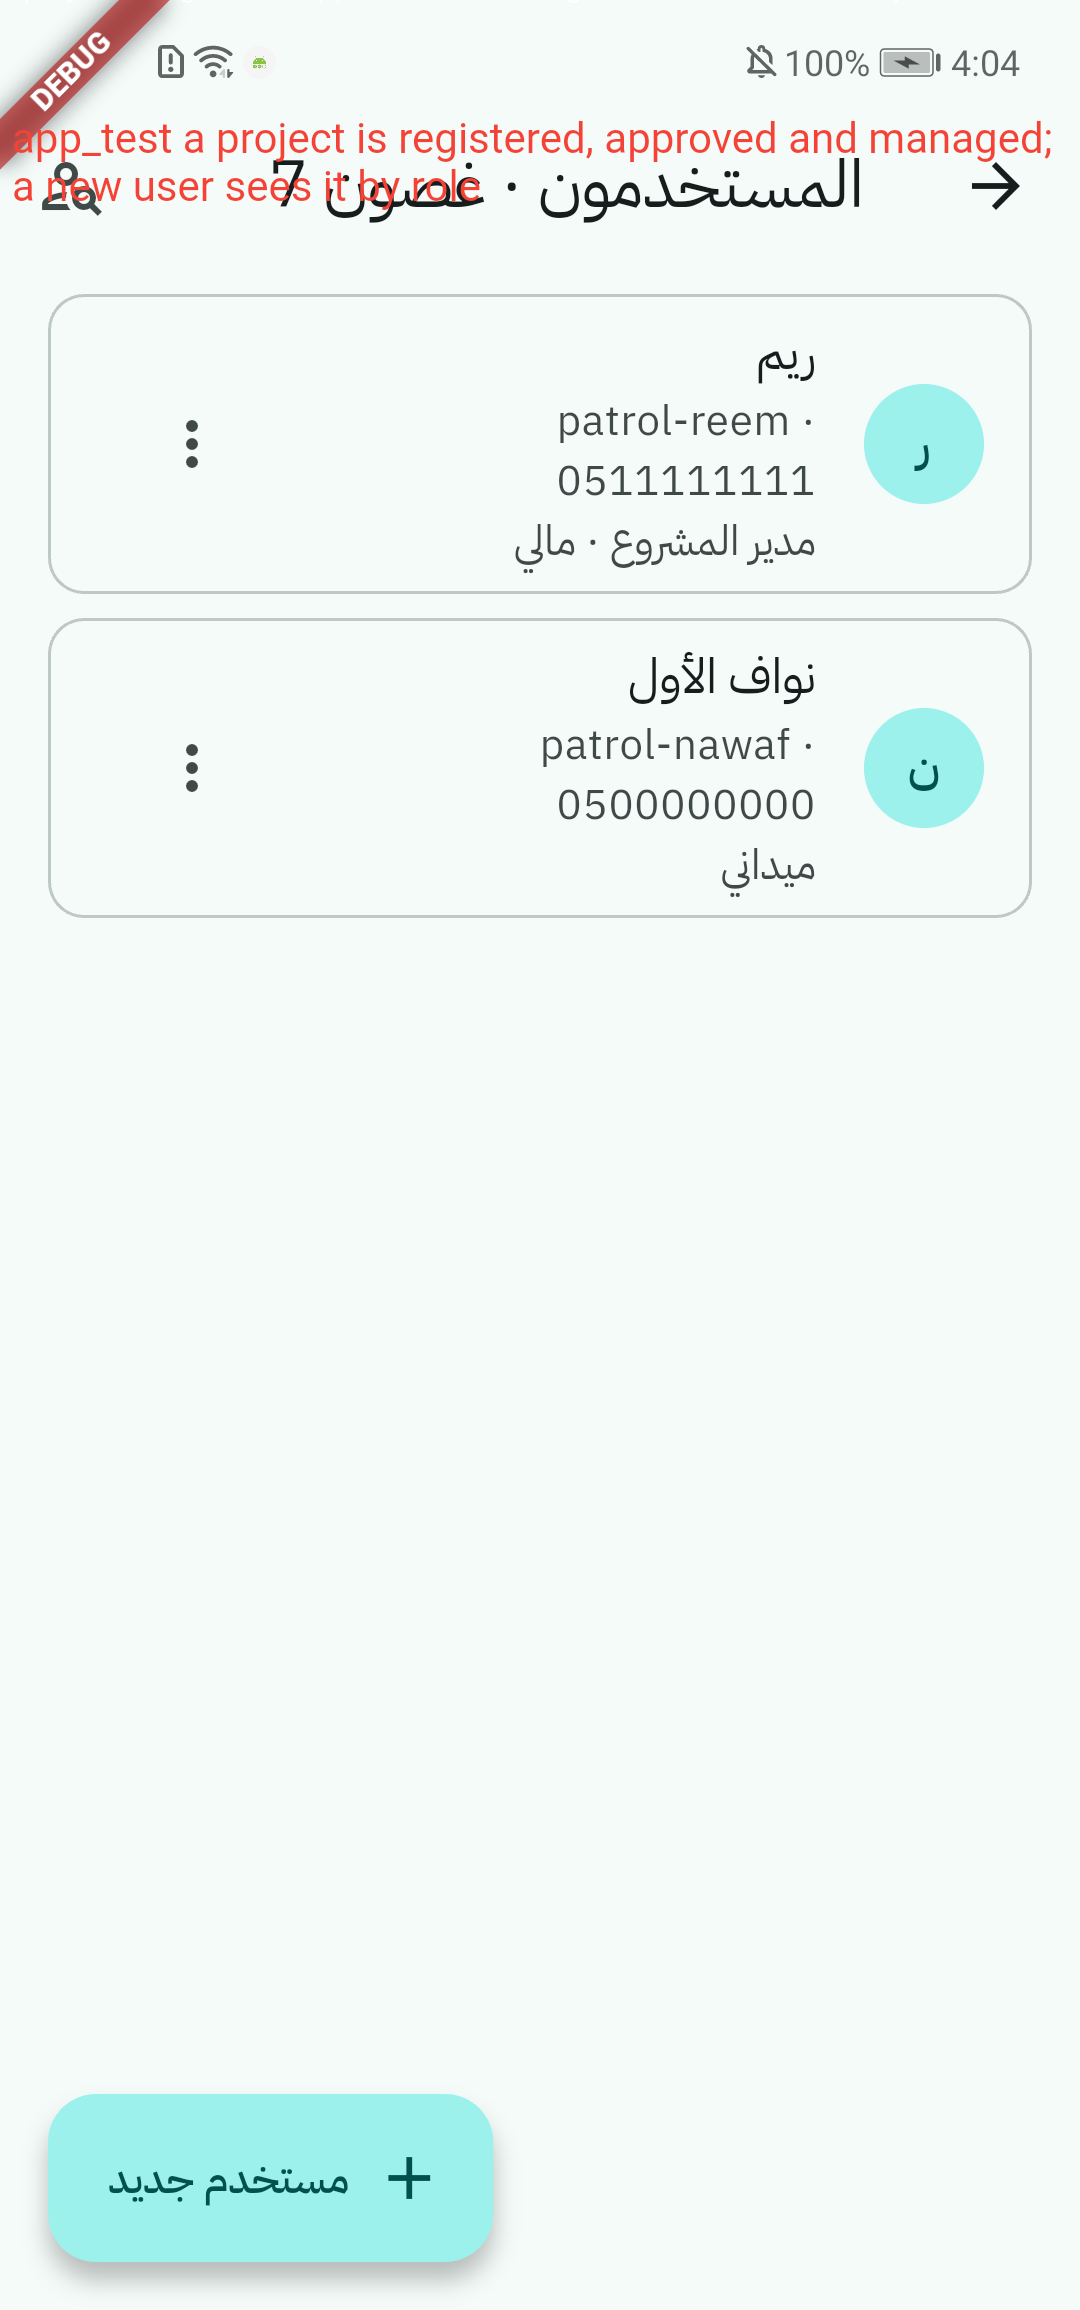 DEBUG
100% 4:04
app_test a project is registered, approved and managed;
a new user sees it by role
المستخدمون · غصون 7
ريم
patrol-reem ·
0511111111
مدير المشروع · مالي
ر
نواف الأول
patrol-nawaf ·
0500000000
ميداني
ن
مستخدم جديد